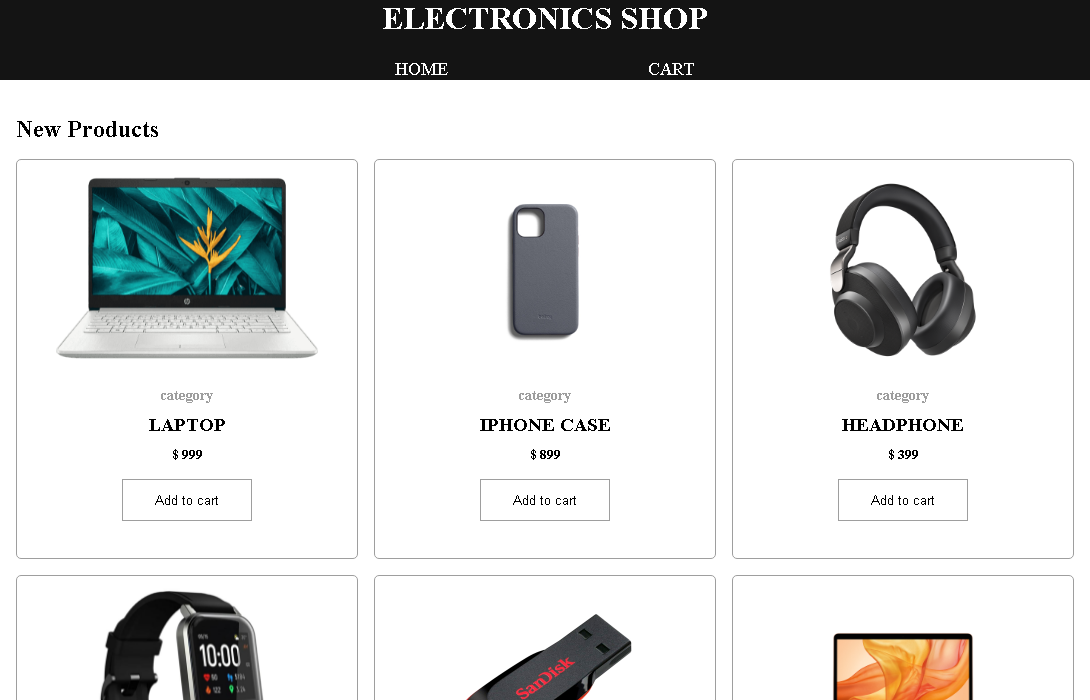 ELECTRONICS SHOP
HOME CART
New Products
category category category
LAPTOP IPHONE CASE HEADPHONE
$ 999 $ 899 $ 399
Add to cart Add to cart Add to cart
10:00
SanDisk